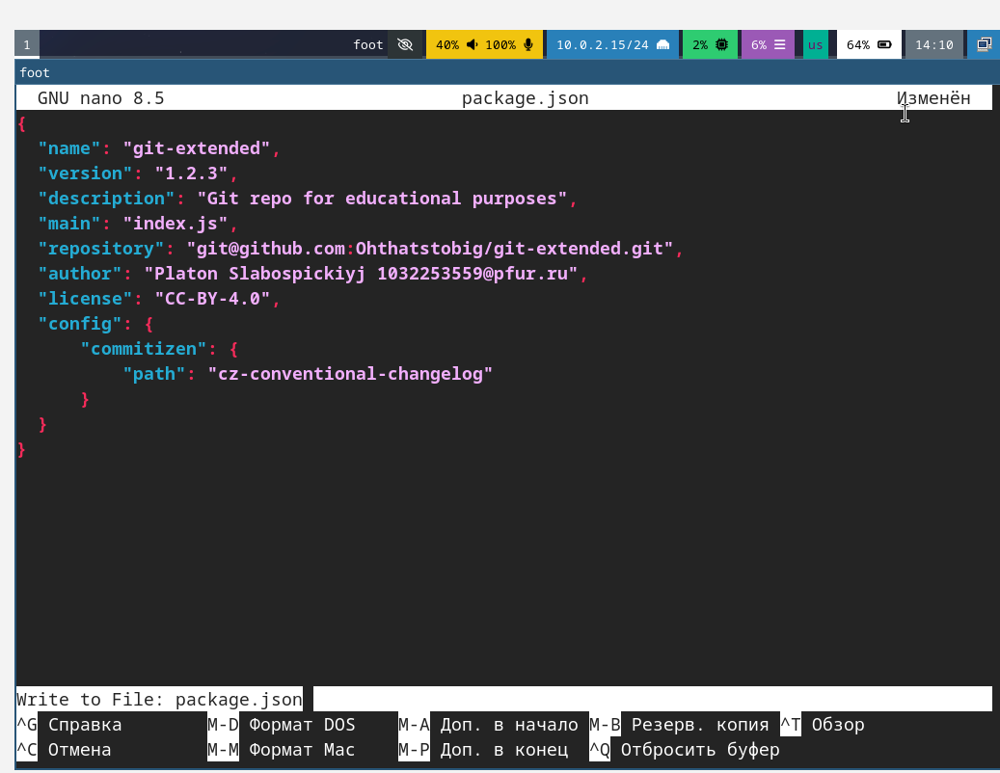 1 foot 40% 100% 10.0.2.15/24 2% 6% us 64% 14:10
foot
GNU nano 8.5 package.json Изменён
{
  "name": "git-extended",
  "version": "1.2.3",
  "description": "Git repo for educational purposes",
  "main": "index.js",
  "repository": "git@github.com:Ohthatstobig/git-extended.git",
  "author": "Platon Slabospickiyj 1032253559@pfur.ru",
  "license": "CC-BY-4.0",
  "config": {
      "commitizen": {
          "path": "cz-conventional-changelog"
      }
  }
}
Write to File: package.json
^G Справка M-D Формат DOS M-A Доп. в начало M-B Резерв. копия ^T Обзор
^C Отмена M-M Формат Mac M-P Доп. в конец ^Q Отбросить буфер